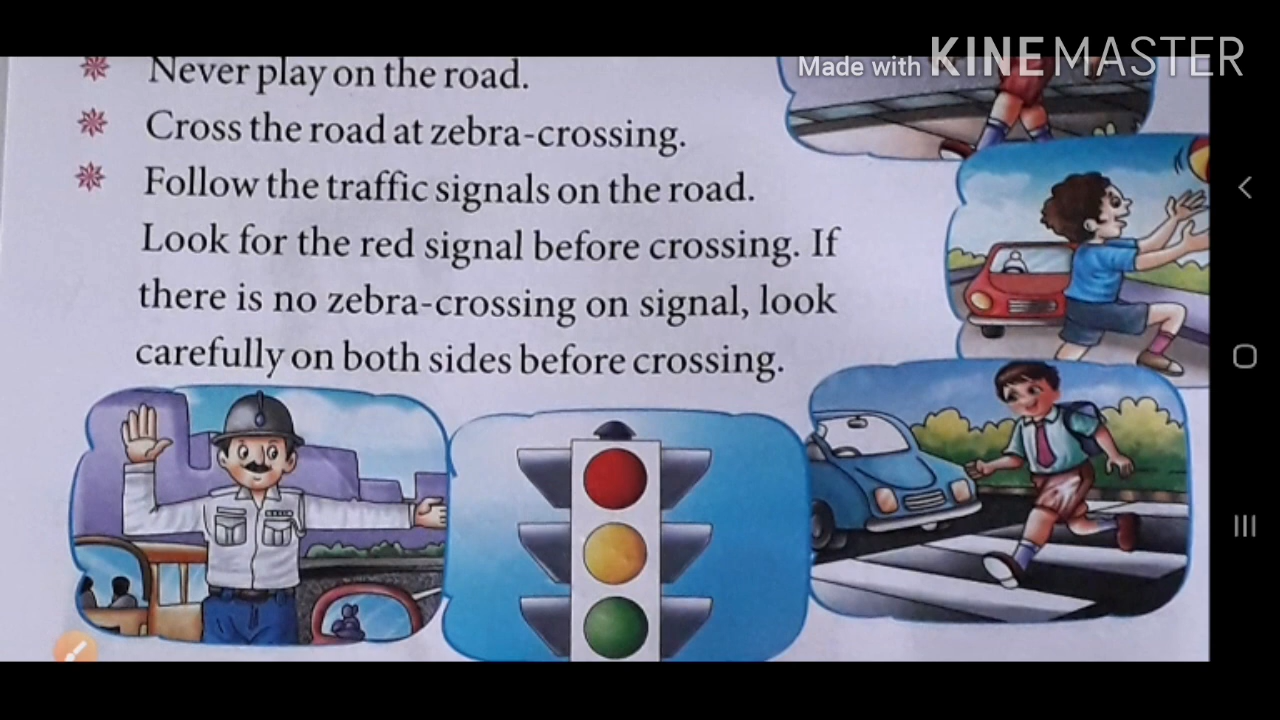 Made with KINEMASTER
Never play on the road.
Cross the road at zebra-crossing.
Follow the traffic signals on the road.
Look for the red signal before crossing. If
there is no zebra-crossing on signal, look
carefully on both sides before crossing.